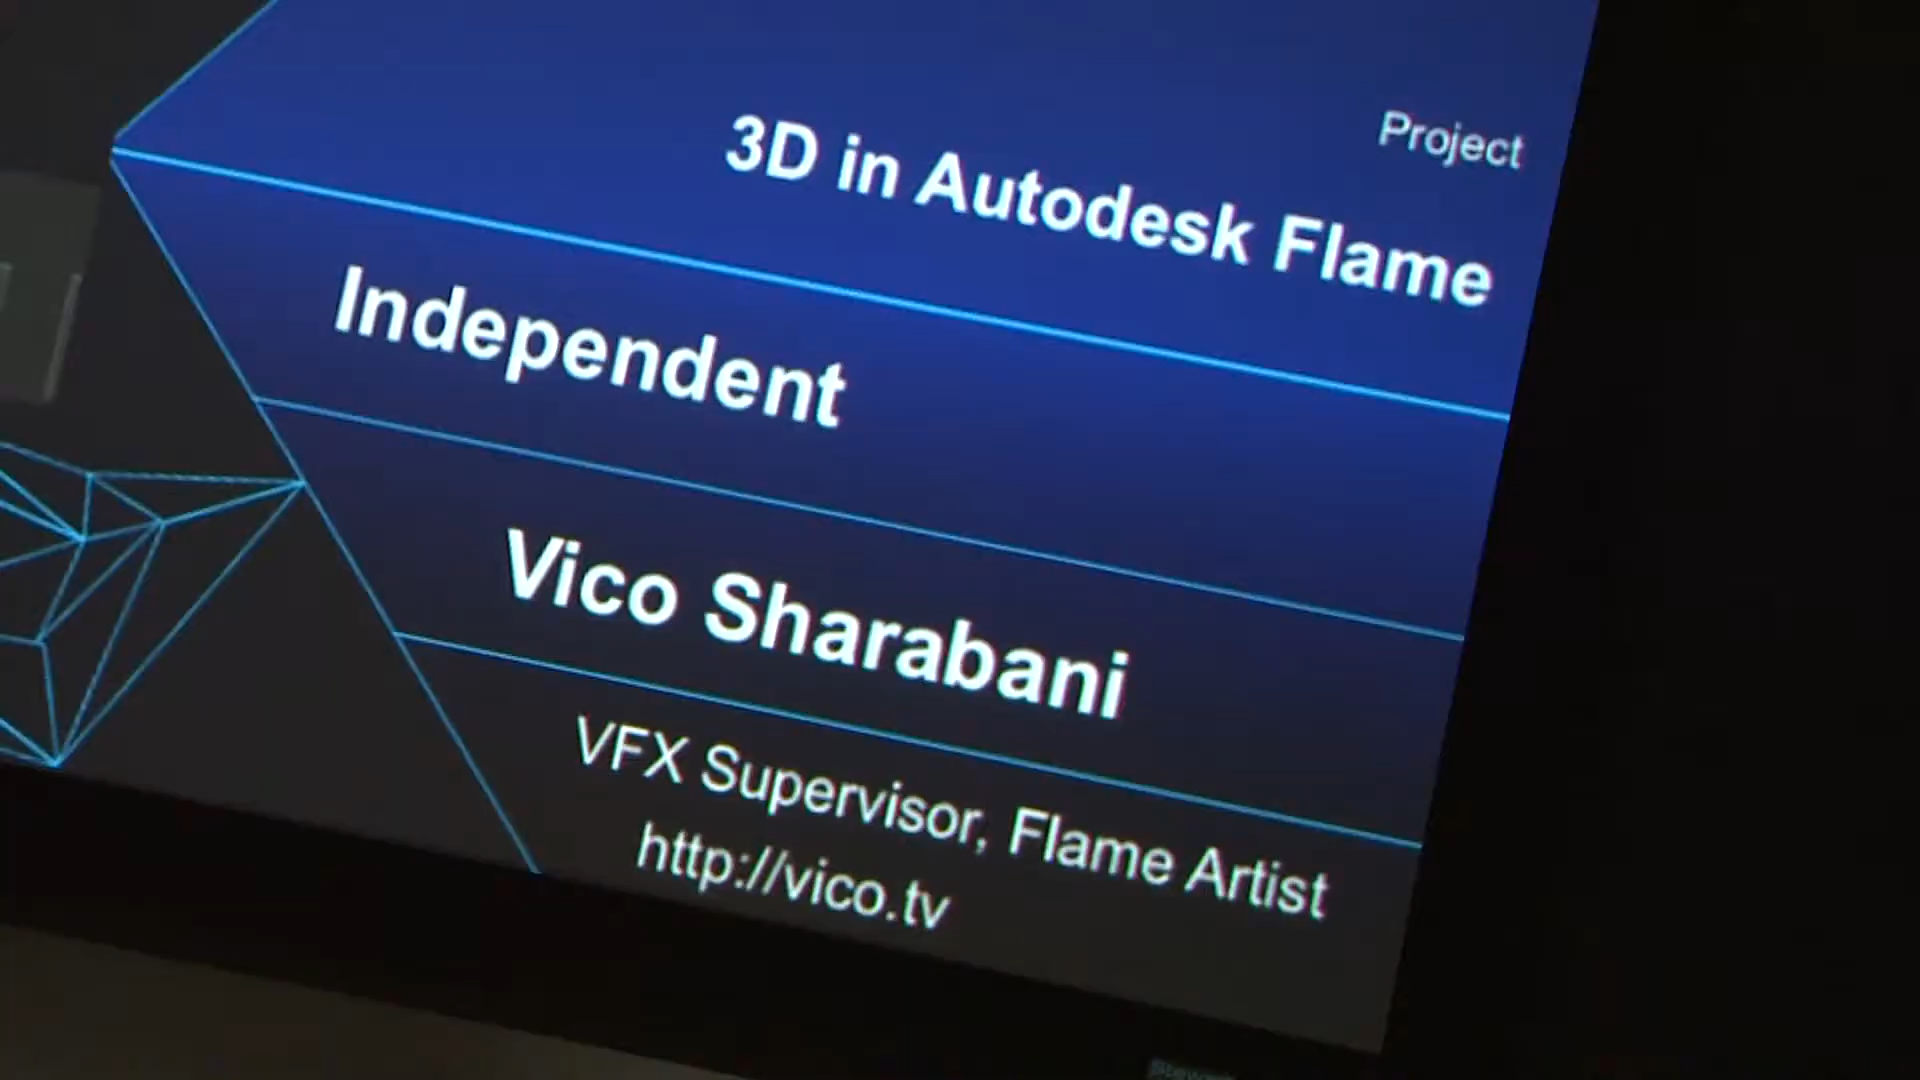 Project
3D in Autodesk Flame
Independent
Vico Sharabani
VFX Supervisor, Flame Artist
http://vico.tv